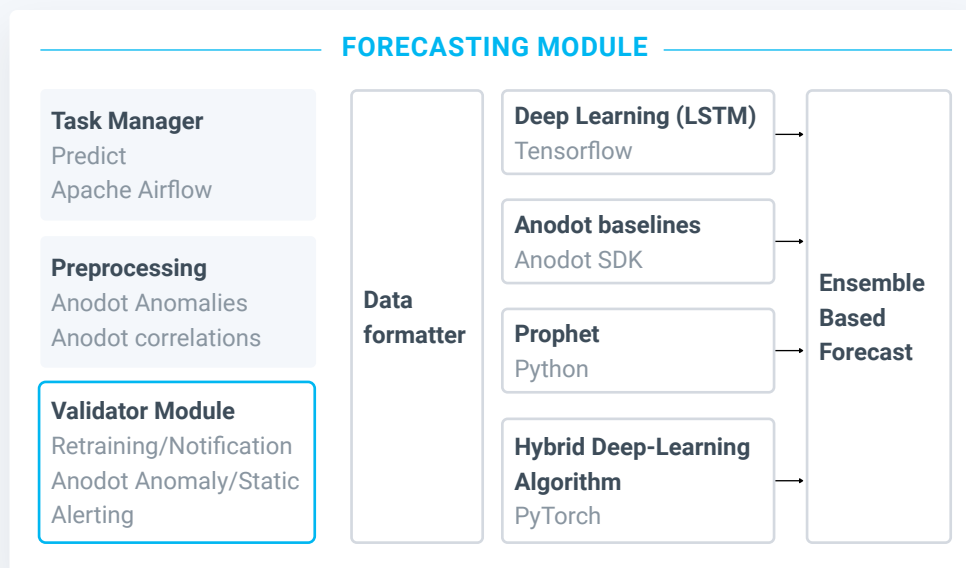 FORECASTING MODULE
Task Manager
Predict
Apache Airflow
Preprocessing
Anodot Anomalies
Anodot correlations
Validator Module
Retraining/Notification
Anodot Anomaly/Static
Alerting
Data
formatter
Deep Learning (LSTM)
Tensorflow
Anodot baselines
Anodot SDK
Prophet
Python
Hybrid Deep-Learning
Algorithm
PyTorch
Ensemble
Based
Forecast